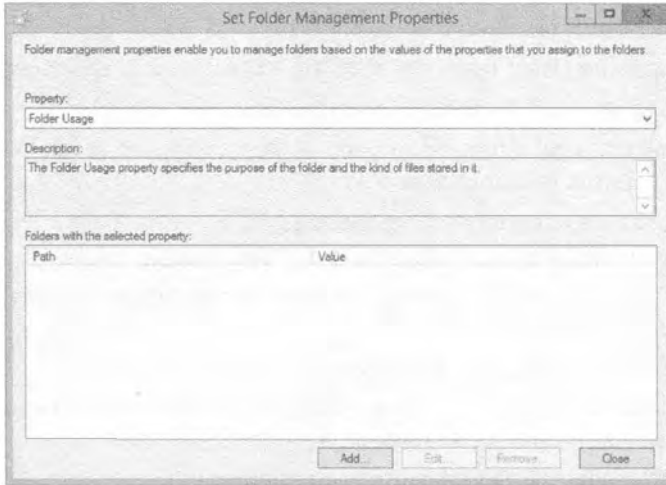 Set Folder Management Properties
Folder management properties enable you to manage folders based on the values of the properties that you assign to the folders
Property:
Folder Usage
Description:
The Folder Usage property specifies the purpose of the folder and the kind of files stored in it.
Folders with the selected property:
Path Value
Add... Edit... Remove... Close